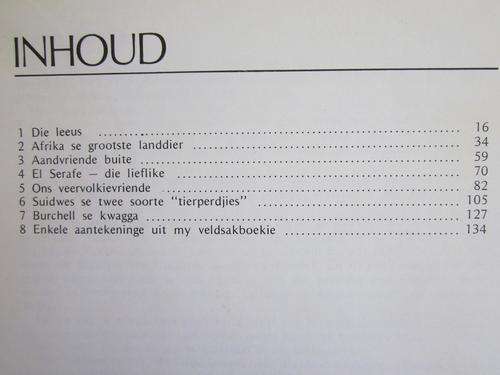 INHOUD
1 Die leeus 16
2 Afrika se grootste landdier 34
3 Aandvriende buite 59
4 El Serafe — die lieflike 70
5 Ons veervolkievriende 82
6 Suidwes se twee soorte “tierperdjies” 105
7 Burchell se kwagga 127
8 Enkele aantekeninge uit my veldsakboekie 134